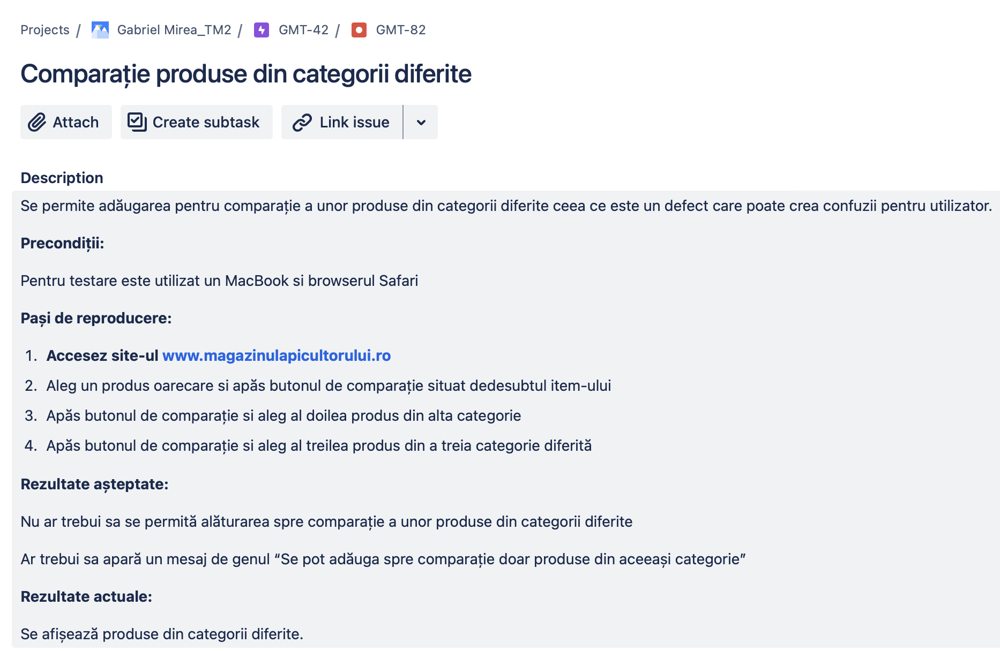 Projects / Gabriel Mirea_TM2 / GMT-42 / GMT-82
Comparație produse din categorii diferite
Attach Create subtask Link issue
Description
Se permite adăugarea pentru comparație a unor produse din categorii diferite ceea ce este un defect care poate crea confuzii pentru utilizator.
Precondiții:
Pentru testare este utilizat un MacBook si browserul Safari
Pași de reproducere:
1. Accesez site-ul www.magazinulapicultorului.ro
2. Aleg un produs oarecare si apăs butonul de comparație situat dedesubtul item-ului
3. Apăs butonul de comparație si aleg al doilea produs din alta categorie
4. Apăs butonul de comparație si aleg al treilea produs din a treia categorie diferită
Rezultate așteptate:
Nu ar trebui sa se permită alăturarea spre comparație a unor produse din categorii diferite
Ar trebui sa apară un mesaj de genul “Se pot adăuga spre comparație doar produse din aceeași categorie”
Rezultate actuale:
Se afișează produse din categorii diferite.